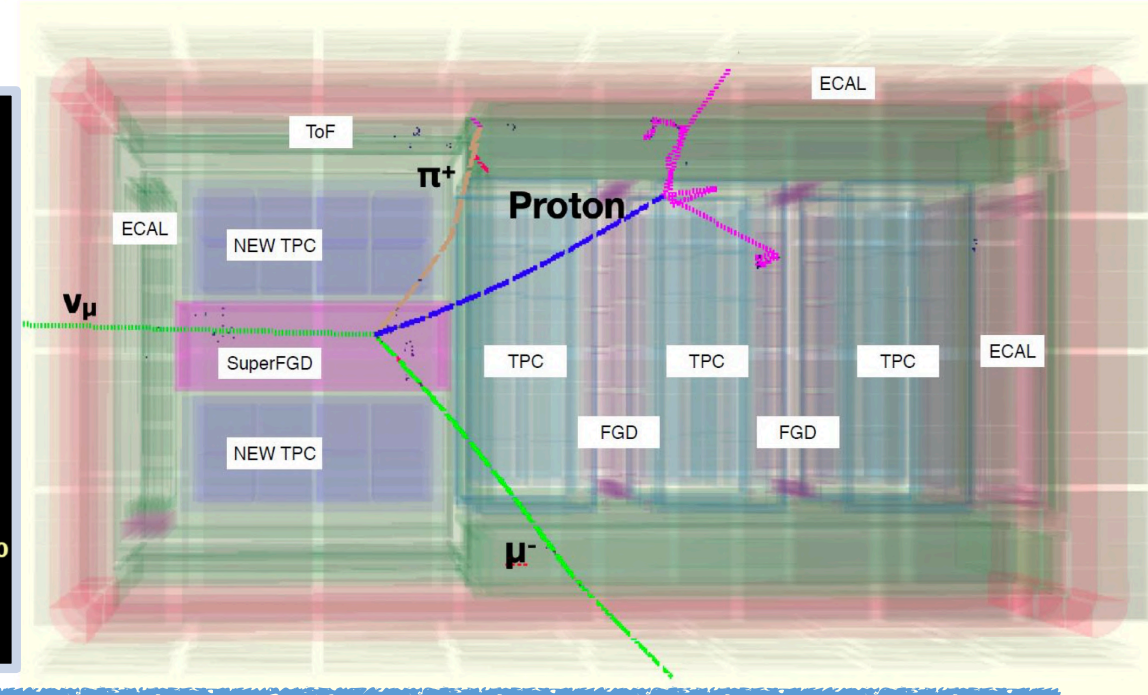 ECAL
ToF
π⁺
Proton
ECAL
NEW TPC
νμ
SuperFGD
TPC
TPC
TPC
ECAL
FGD
FGD
NEW TPC
μ⁻